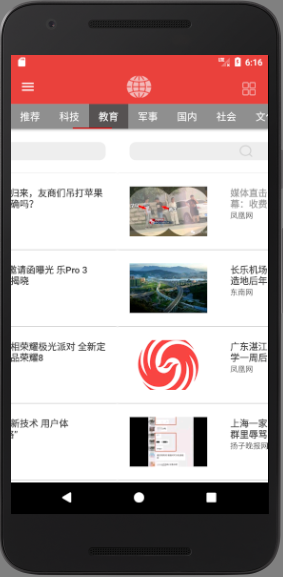 6:16
推荐 科技 教育 军事 国内 社会 文
归来，友商们吊打苹果
确吗？
媒体直击
幕：收费
凤凰网
邀请函曝光 乐Pro 3
揭晓
长乐机场
造地后年
东南网
相荣耀极光派对 全新定
品荣耀8
广东湛江
学一周后
凤凰网
新技术 用户体
上海一家
群里辱骂
扬子晚报网